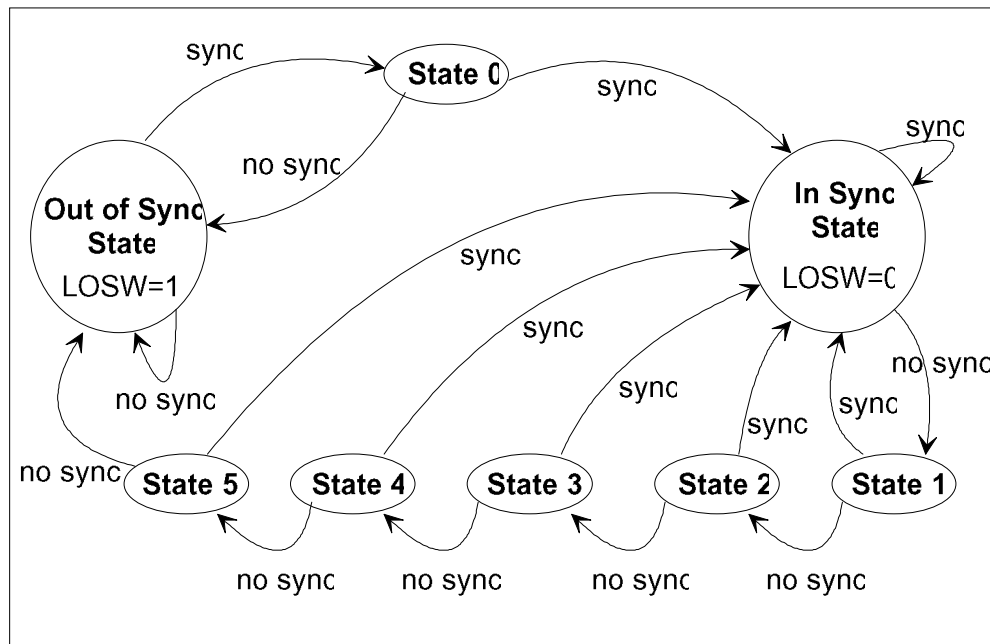 sync
State 0
sync
sync
no sync
Out of Sync
State
LOSW=1
In Sync
State
LOSW=0
sync
sync
no sync
sync
no sync
sync
sync
no sync
State 5
State 4
State 3
State 2
State 1
no sync
no sync
no sync
no sync